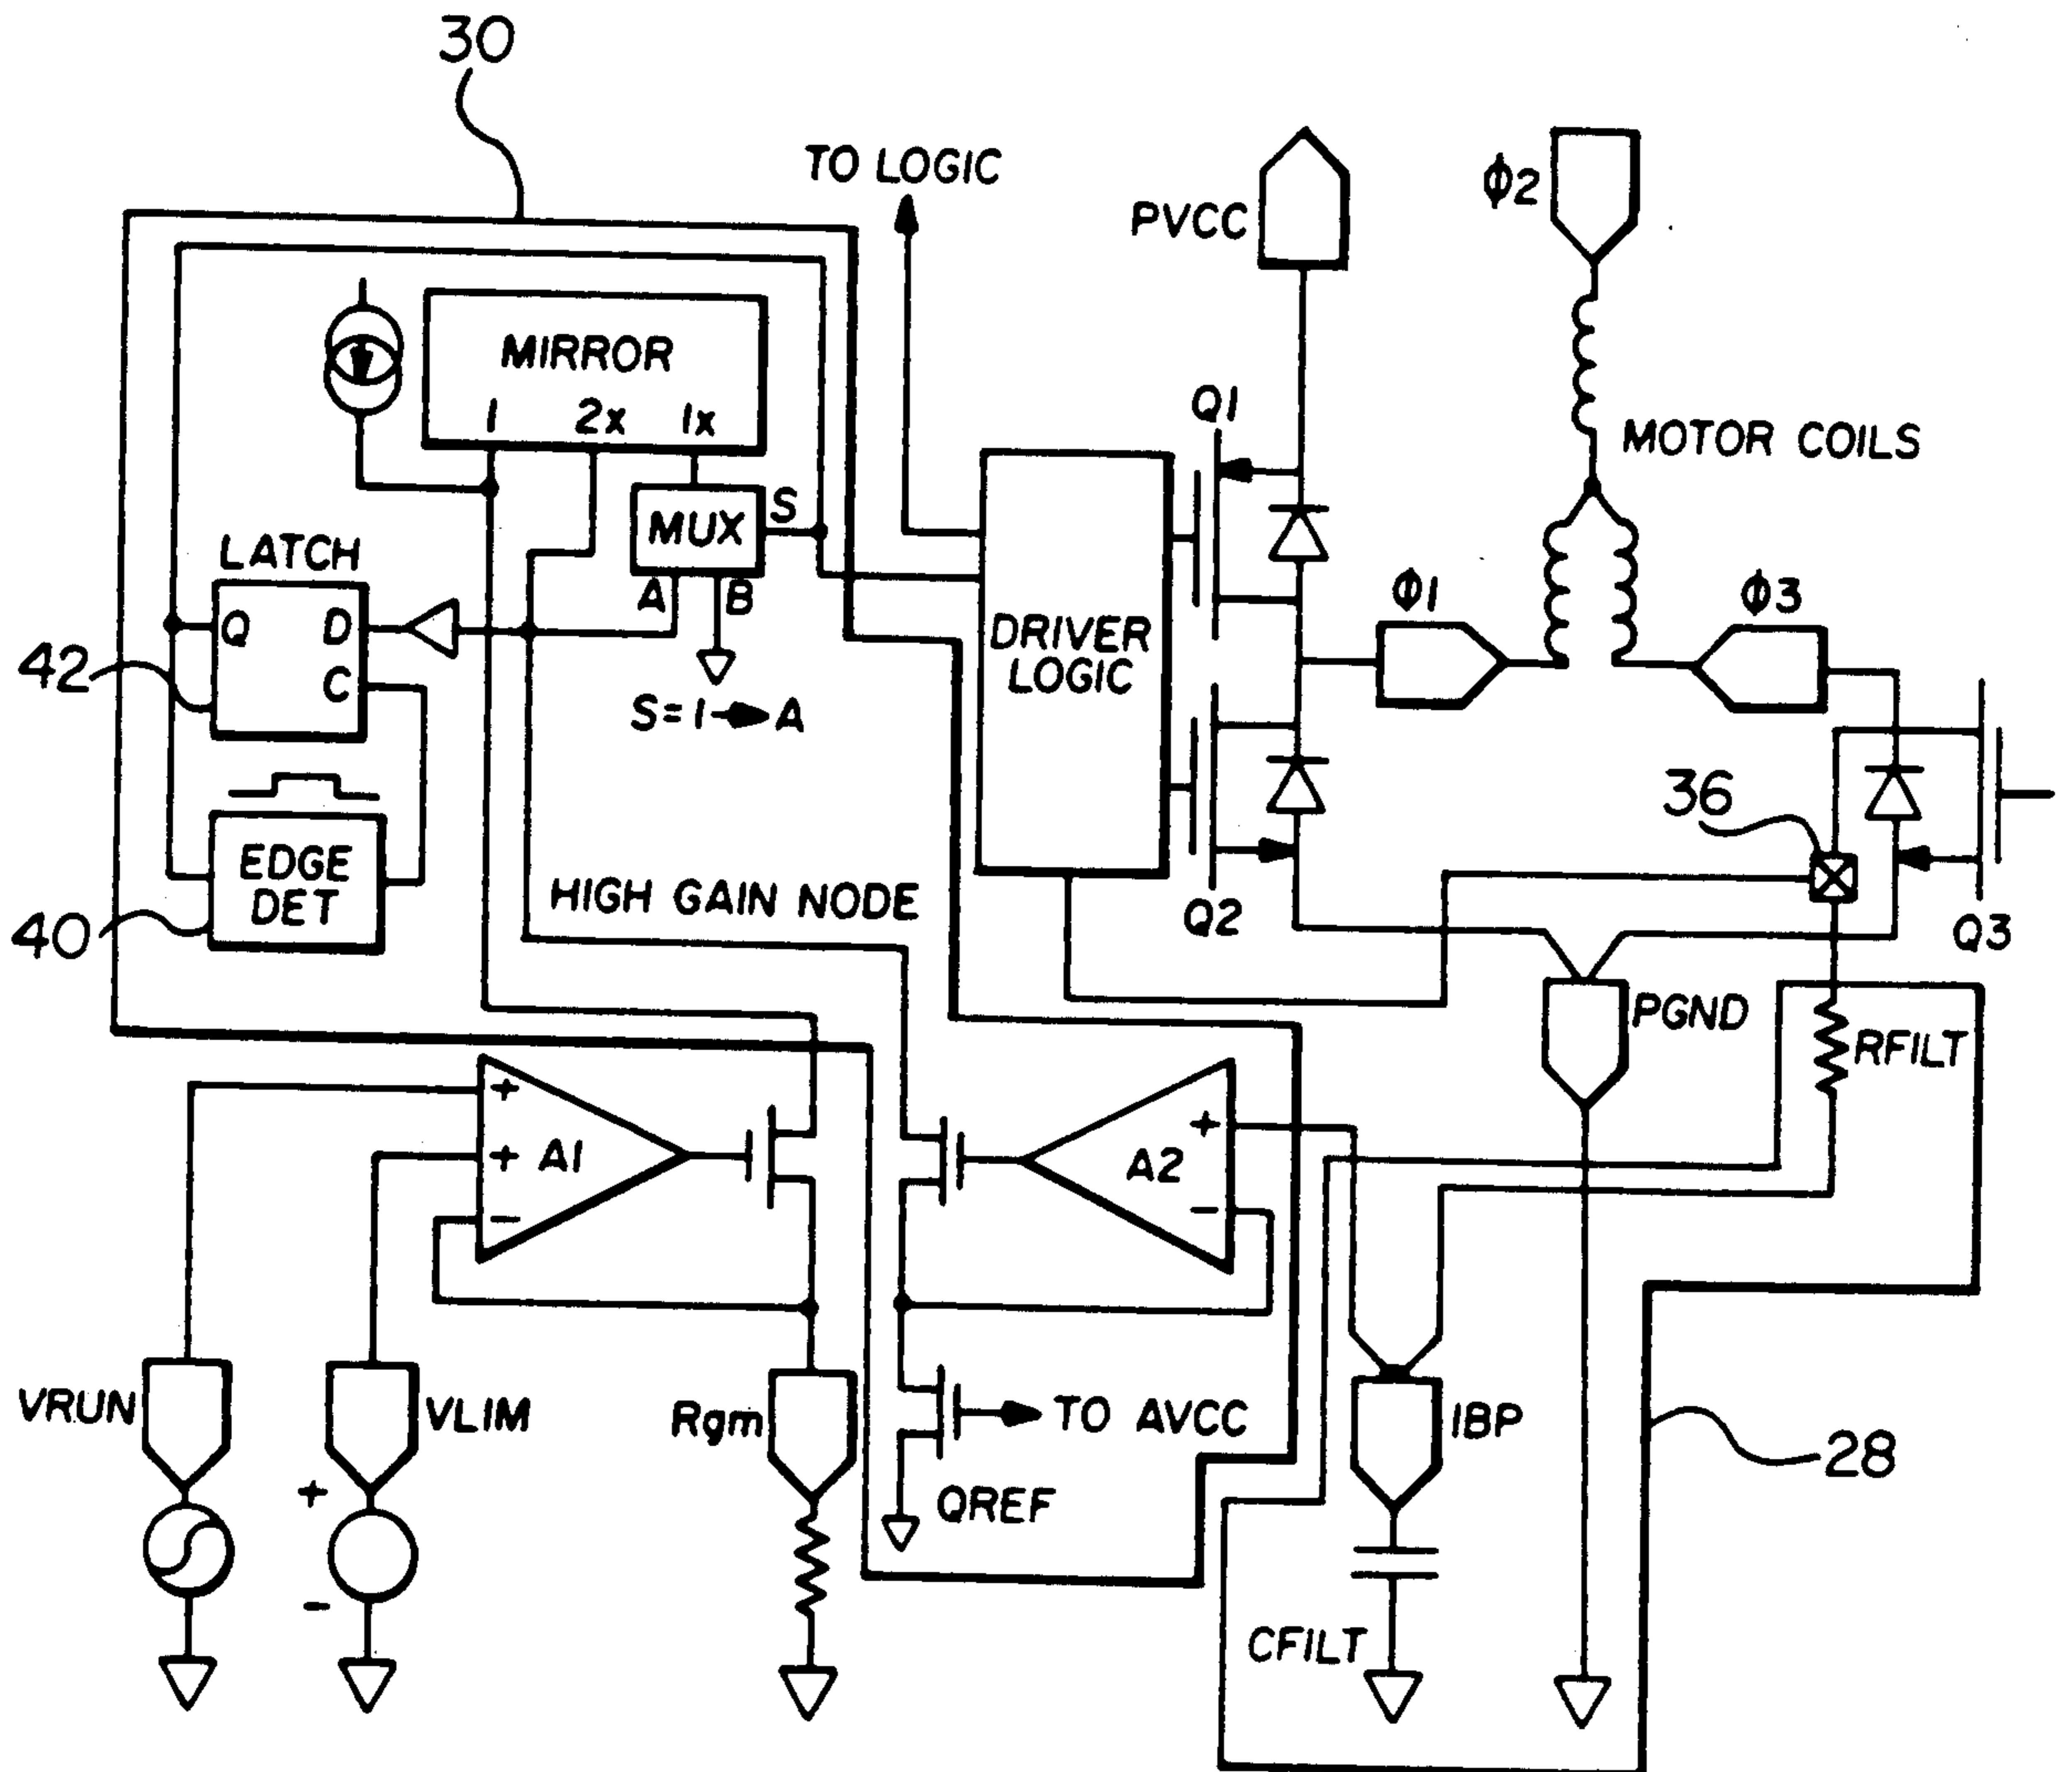 30
TO LOGIC
PVCC
ϕ2
MIRROR
1 2x 1x
Q1
MOTOR COILS
MUX S
A B
S=1→A
LATCH
Q D
C
42
DRIVER
LOGIC
ϕ1
ϕ3
36
EDGE
DET
40
HIGH GAIN NODE
Q2
Q3
PGND
RFILT
+
+ A1
-
+
A2
-
VRUN
VLIM
Rgm
TO AVCC
IBP
28
+
-
QREF
CFILT